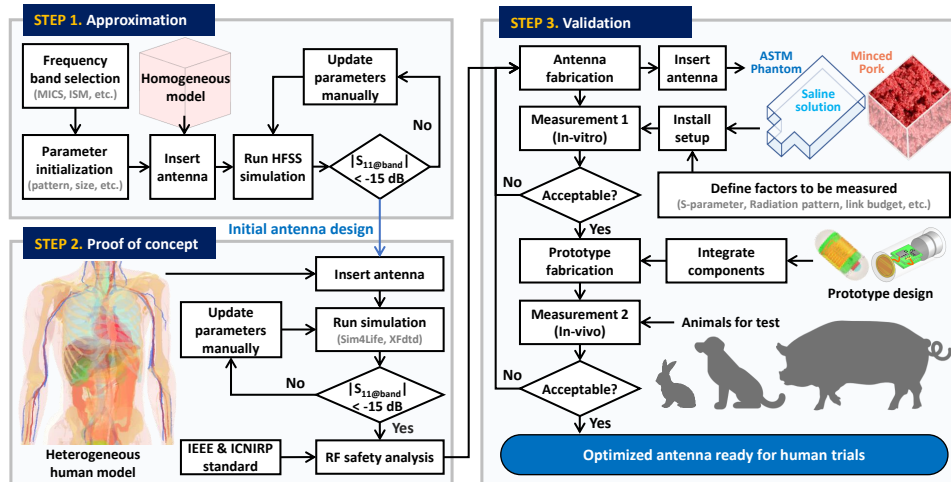 STEP 1. Approximation
Frequency
band selection
(MICS, ISM, etc.)
Homogeneous
model
Update
parameters
manually
No
Parameter
initialization
(pattern, size, etc.)
Insert
antenna
Run HFSS
simulation
|S11@band|
< -15 dB
Initial antenna design
STEP 2. Proof of concept
Insert antenna
Update
parameters
manually
Run simulation
(Sim4Life, XFdtd)
No
|S11@band|
< -15 dB
Yes
Heterogeneous
human model
IEEE & ICNIRP
standard
RF safety analysis
STEP 3. Validation
Antenna
fabrication
Insert
antenna
ASTM
Phantom
Minced
Pork
Saline
solution
Measurement 1
(In-vitro)
Install
setup
No
Acceptable?
Define factors to be measured
(S-parameter, Radiation pattern, link budget, etc.)
Yes
Prototype
fabrication
Integrate
components
Prototype design
Measurement 2
(In-vivo)
Animals for test
No
Acceptable?
Yes
Optimized antenna ready for human trials